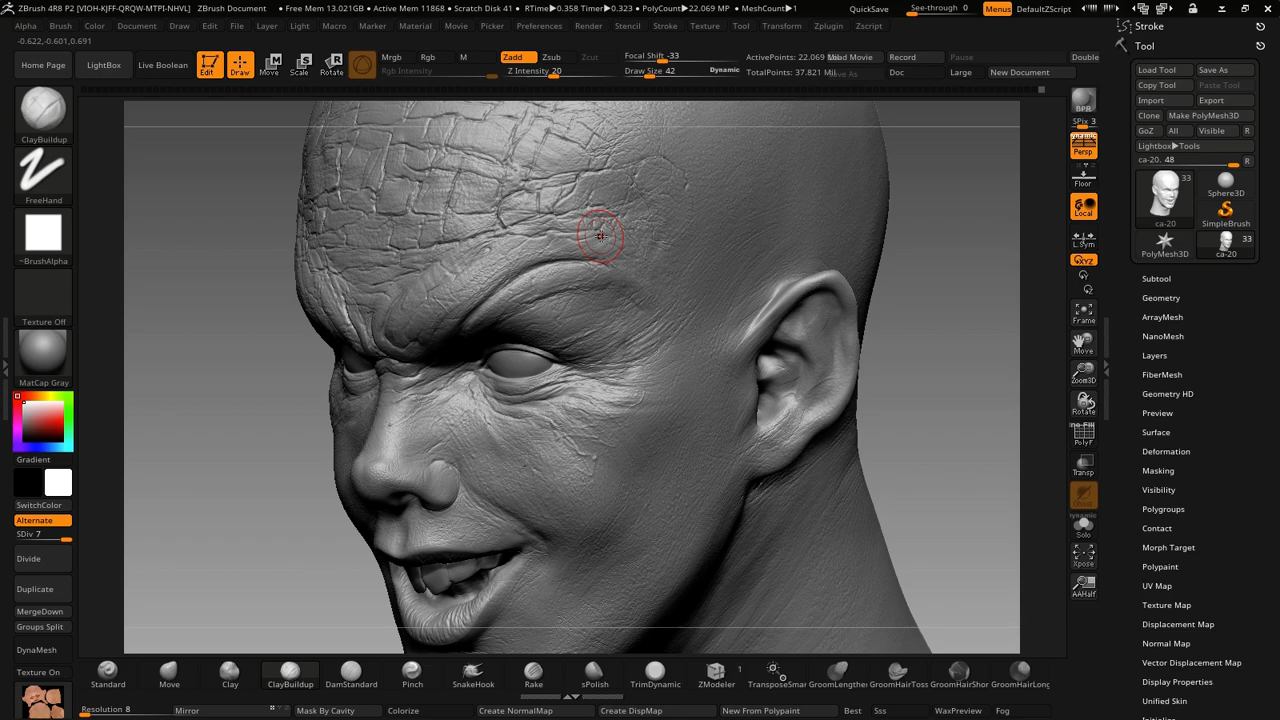 ZBrush 4R8 P2 [VIOH-KJFF-QRQW-MTPI-NHVL] ZBrush Document • Free Mem 13.021GB • Active Mem 11868 • Scratch Disk 41 • RTime▶0.358 Timer▶0.323 • PolyCount▶22.069 MP • MeshCount▶1 QuickSave See-through 0 Menus DefaultZScript
Alpha Brush Color Document Draw Edit File Layer Light Macro Marker Material Movie Picker Preferences Render Stencil Stroke Texture Tool Transform Zplugin Zscript
-0.622,-0.601,0.691
Home Page LightBox Live Boolean Edit Draw Move Scale Rotate
Mrgb Rgb M Zadd Zsub Zcut Focal Shift -33 ActivePoints: 22.069 Record Pause Double
Rgb Intensity Z Intensity 20 Draw Size 42 Dynamic TotalPoints: 37.821 Doc Large New Document
ClayBuildup
FreeHand
~BrushAlpha
Texture Off
MatCap Gray
Gradient
SwitchColor
Alternate
SDiv 7
Divide
Duplicate
MergeDown
Groups Split
DynaMesh
Texture On
BPR
SPix 3
Persp
Floor
Local
L.Sym
XYZ
Frame
Move
Zoom3D
Rotate
PolyF
Transp
Dynamic
Solo
Xpose
AAHalf
Stroke
Tool
Load Tool Save As
Copy Tool Paste Tool
Import Export
Clone Make PolyMesh3D
GoZ All Visible R
Lightbox▶Tools
ca-20. 48 R
33
ca-20
Sphere3D
SimpleBrush
PolyMesh3D
33
ca-20
Subtool
Geometry
ArrayMesh
NanoMesh
Layers
FiberMesh
Geometry HD
Preview
Surface
Deformation
Masking
Visibility
Polygroups
Contact
Morph Target
Polypaint
UV Map
Texture Map
Displacement Map
Normal Map
Vector Displacement Map
Display Properties
Unified Skin
Standard Move Clay ClayBuildup DamStandard Pinch SnakeHook Rake sPolish TrimDynamic ZModeler 1 TransposeSmar GroomLengthen GroomHairToss GroomHairShor GroomHairLong
Resolution 8 Mirror Mask By Cavity Colorize Create NormalMap Create DispMap New From Polypaint Best Sss WaxPreview Fog